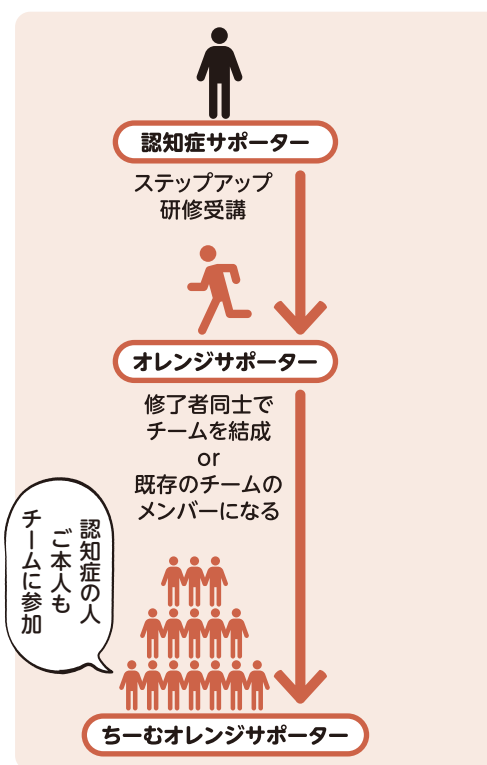 認知症サポーター
ステップアップ
研修受講
オレンジサポーター
修了者同士で
チームを結成
or
既存のチームの
メンバーになる
認知症の人
ご本人も
チームに参加
ちーむオレンジサポーター